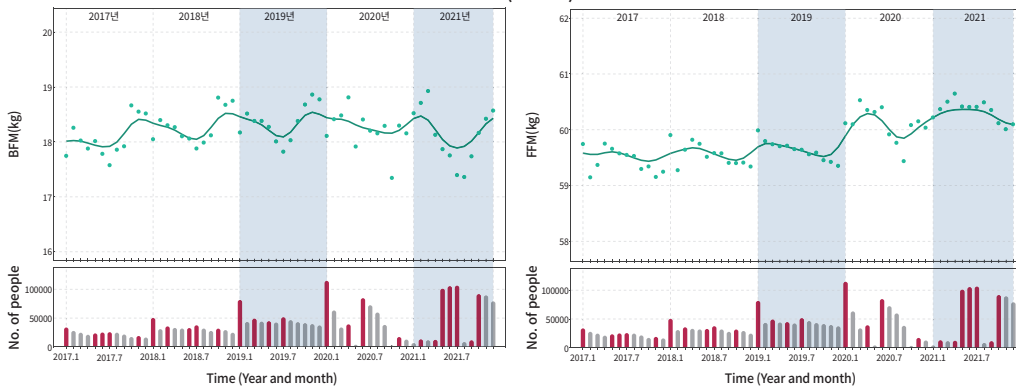 2017년 2018년 2019년 2020년 2021년
20
19
18
17
16
BFM(kg)
100000
50000
0
No. of people
2017.1 2017.7 2018.1 2018.7 2019.1 2019.7 2020.1 2020.7 2021.1 2021.7
Time (Year and month)
2017 2018 2019 2020 2021
62
61
60
59
58
FFM(kg)
100000
50000
0
No. of people
2017.1 2017.7 2018.1 2018.7 2019.1 2019.7 2020.1 2020.7 2021.1 2021.7
Time (Year and month)